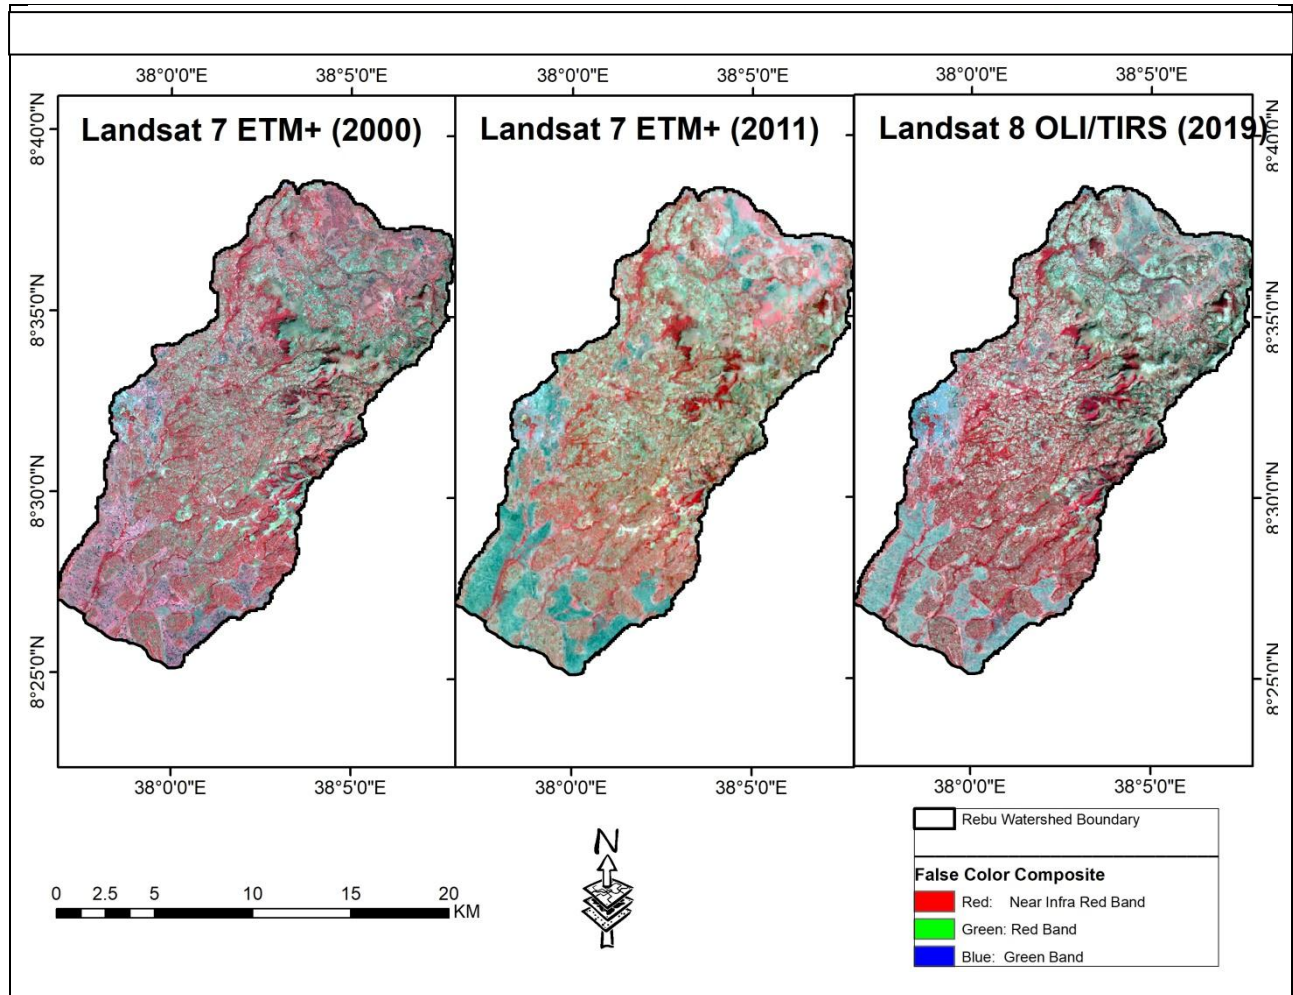 38°0'0"E 38°5'0"E 38°0'0"E 38°5'0"E 38°0'0"E 38°5'0"E
Landsat 7 ETM+ (2000) Landsat 7 ETM+ (2011) Landsat 8 OLI/TIRS (2019)
8°40'0"N 8°40'0"N
8°35'0"N 8°35'0"N
8°30'0"N 8°30'0"N
8°25'0"N 8°25'0"N
38°0'0"E 38°5'0"E 38°0'0"E 38°5'0"E 38°0'0"E 38°5'0"E
Rebu Watershed Boundary
False Color Composite
Red: Near Infra Red Band
Green: Red Band
Blue: Green Band
N
0 2.5 5 10 15 20
KM